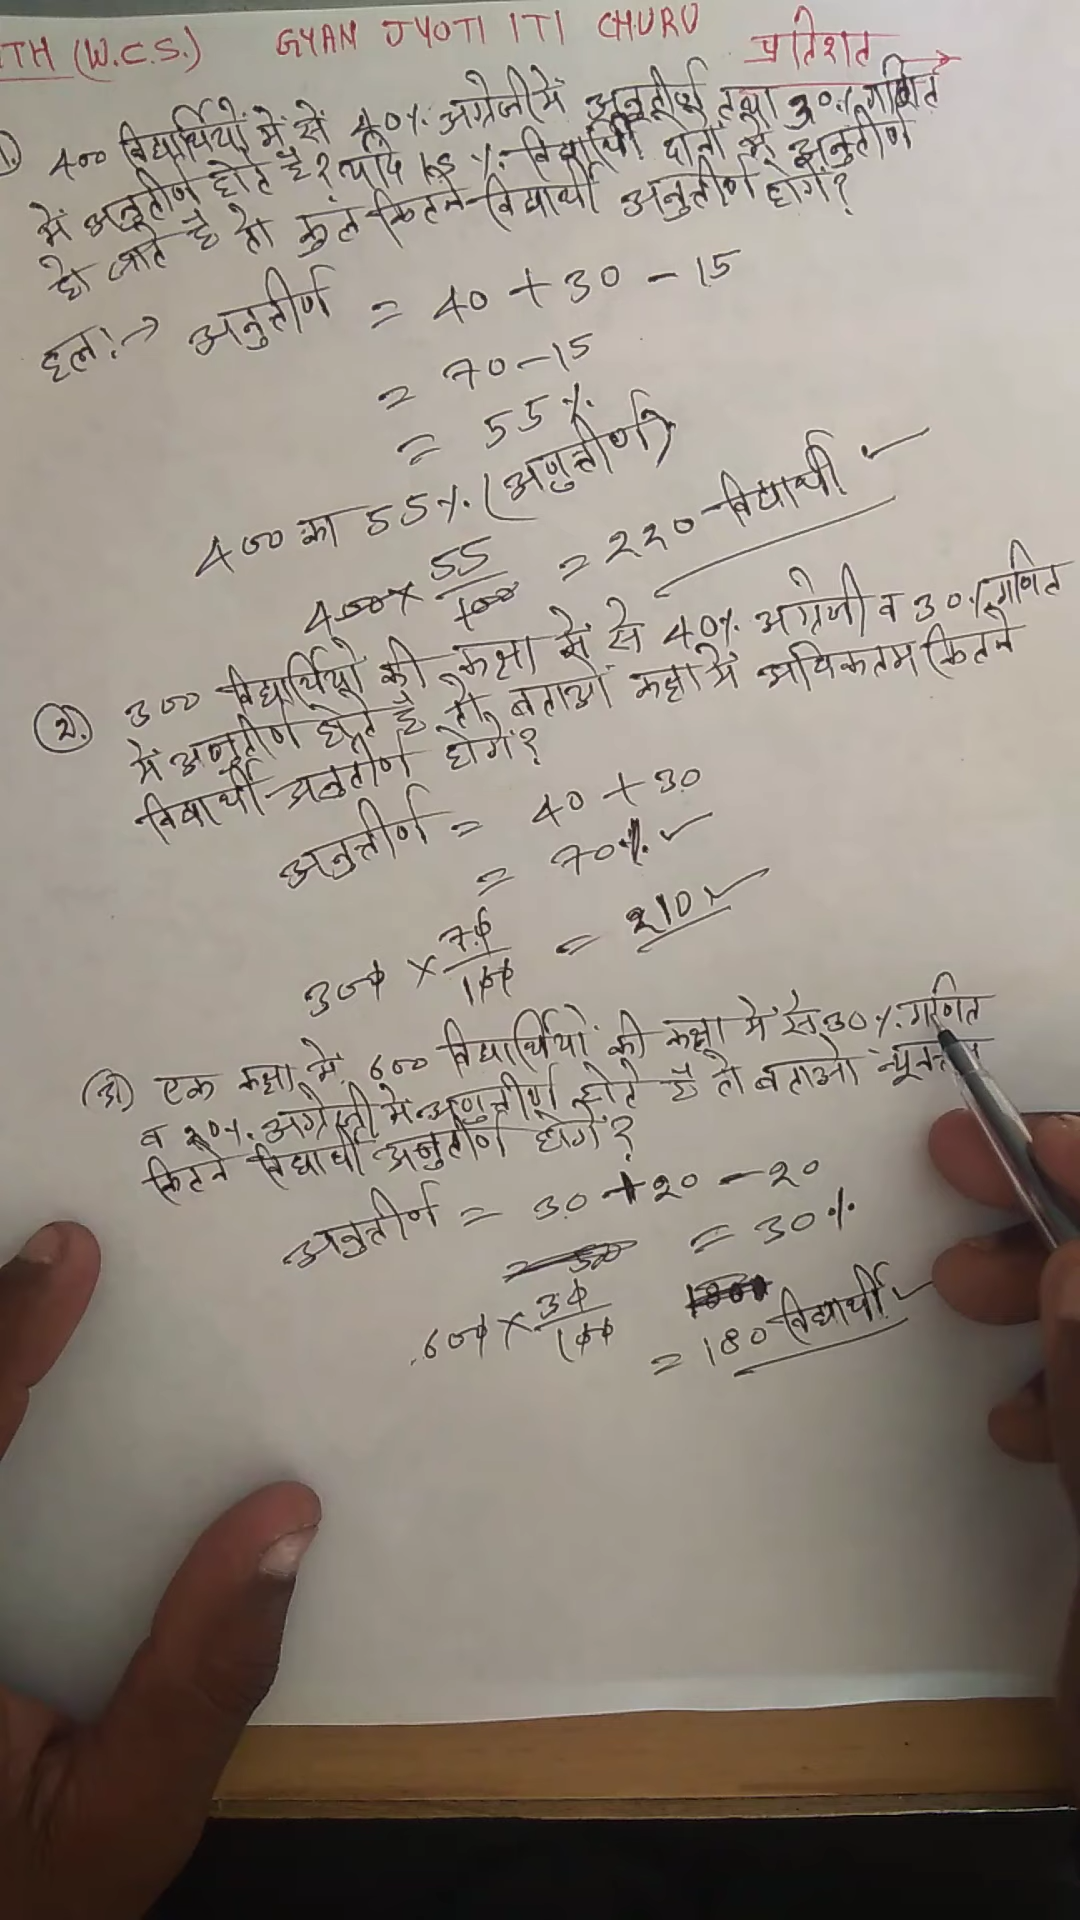 TH (W.C.S.) GYAN JYOTI ITI CHURU प्रतिशत
1. 400 विद्यार्थियों में से 40% अंग्रेजी में अनुतीर्ण तथा 30% गणित
में अनुतीर्ण होते है? यदि 15 % विद्यार्थी दोनों में अनुतीर्ण
हो जाते है तो कुल कितने विद्यार्थी अनुतीर्ण होगें?
हल:→ अनुतीर्ण = 40 + 30 - 15
= 70 - 15
= 55%
400 का 55% (अणुत्तीर्ण)
400 × 55/100 = 220 विद्यार्थी ✓
2. 300 विद्यार्थियों की कक्षा में से 40% अंग्रेजी व 30% गणित
में अनुतीर्ण होते है तो बताओं कक्षा में अधिकतम कितने
विद्यार्थी अनुतीर्ण होगें?
अनुत्तीर्ण = 40 + 30
= 70% ✓
300 × 70/100 = 210 ✓
(3) एक कक्षा में 600 विद्यार्थियों की कक्षा में से 30% गणित
व 20% अंग्रेजी में अणुत्तीर्ण होते है तो बताओ
कितने विद्यार्थी अनुतीर्ण होगें?
अनुत्तीर्ण = 30 + 20 - 20
= 30%
600 × 30/100
= 180 विद्यार्थी ✓